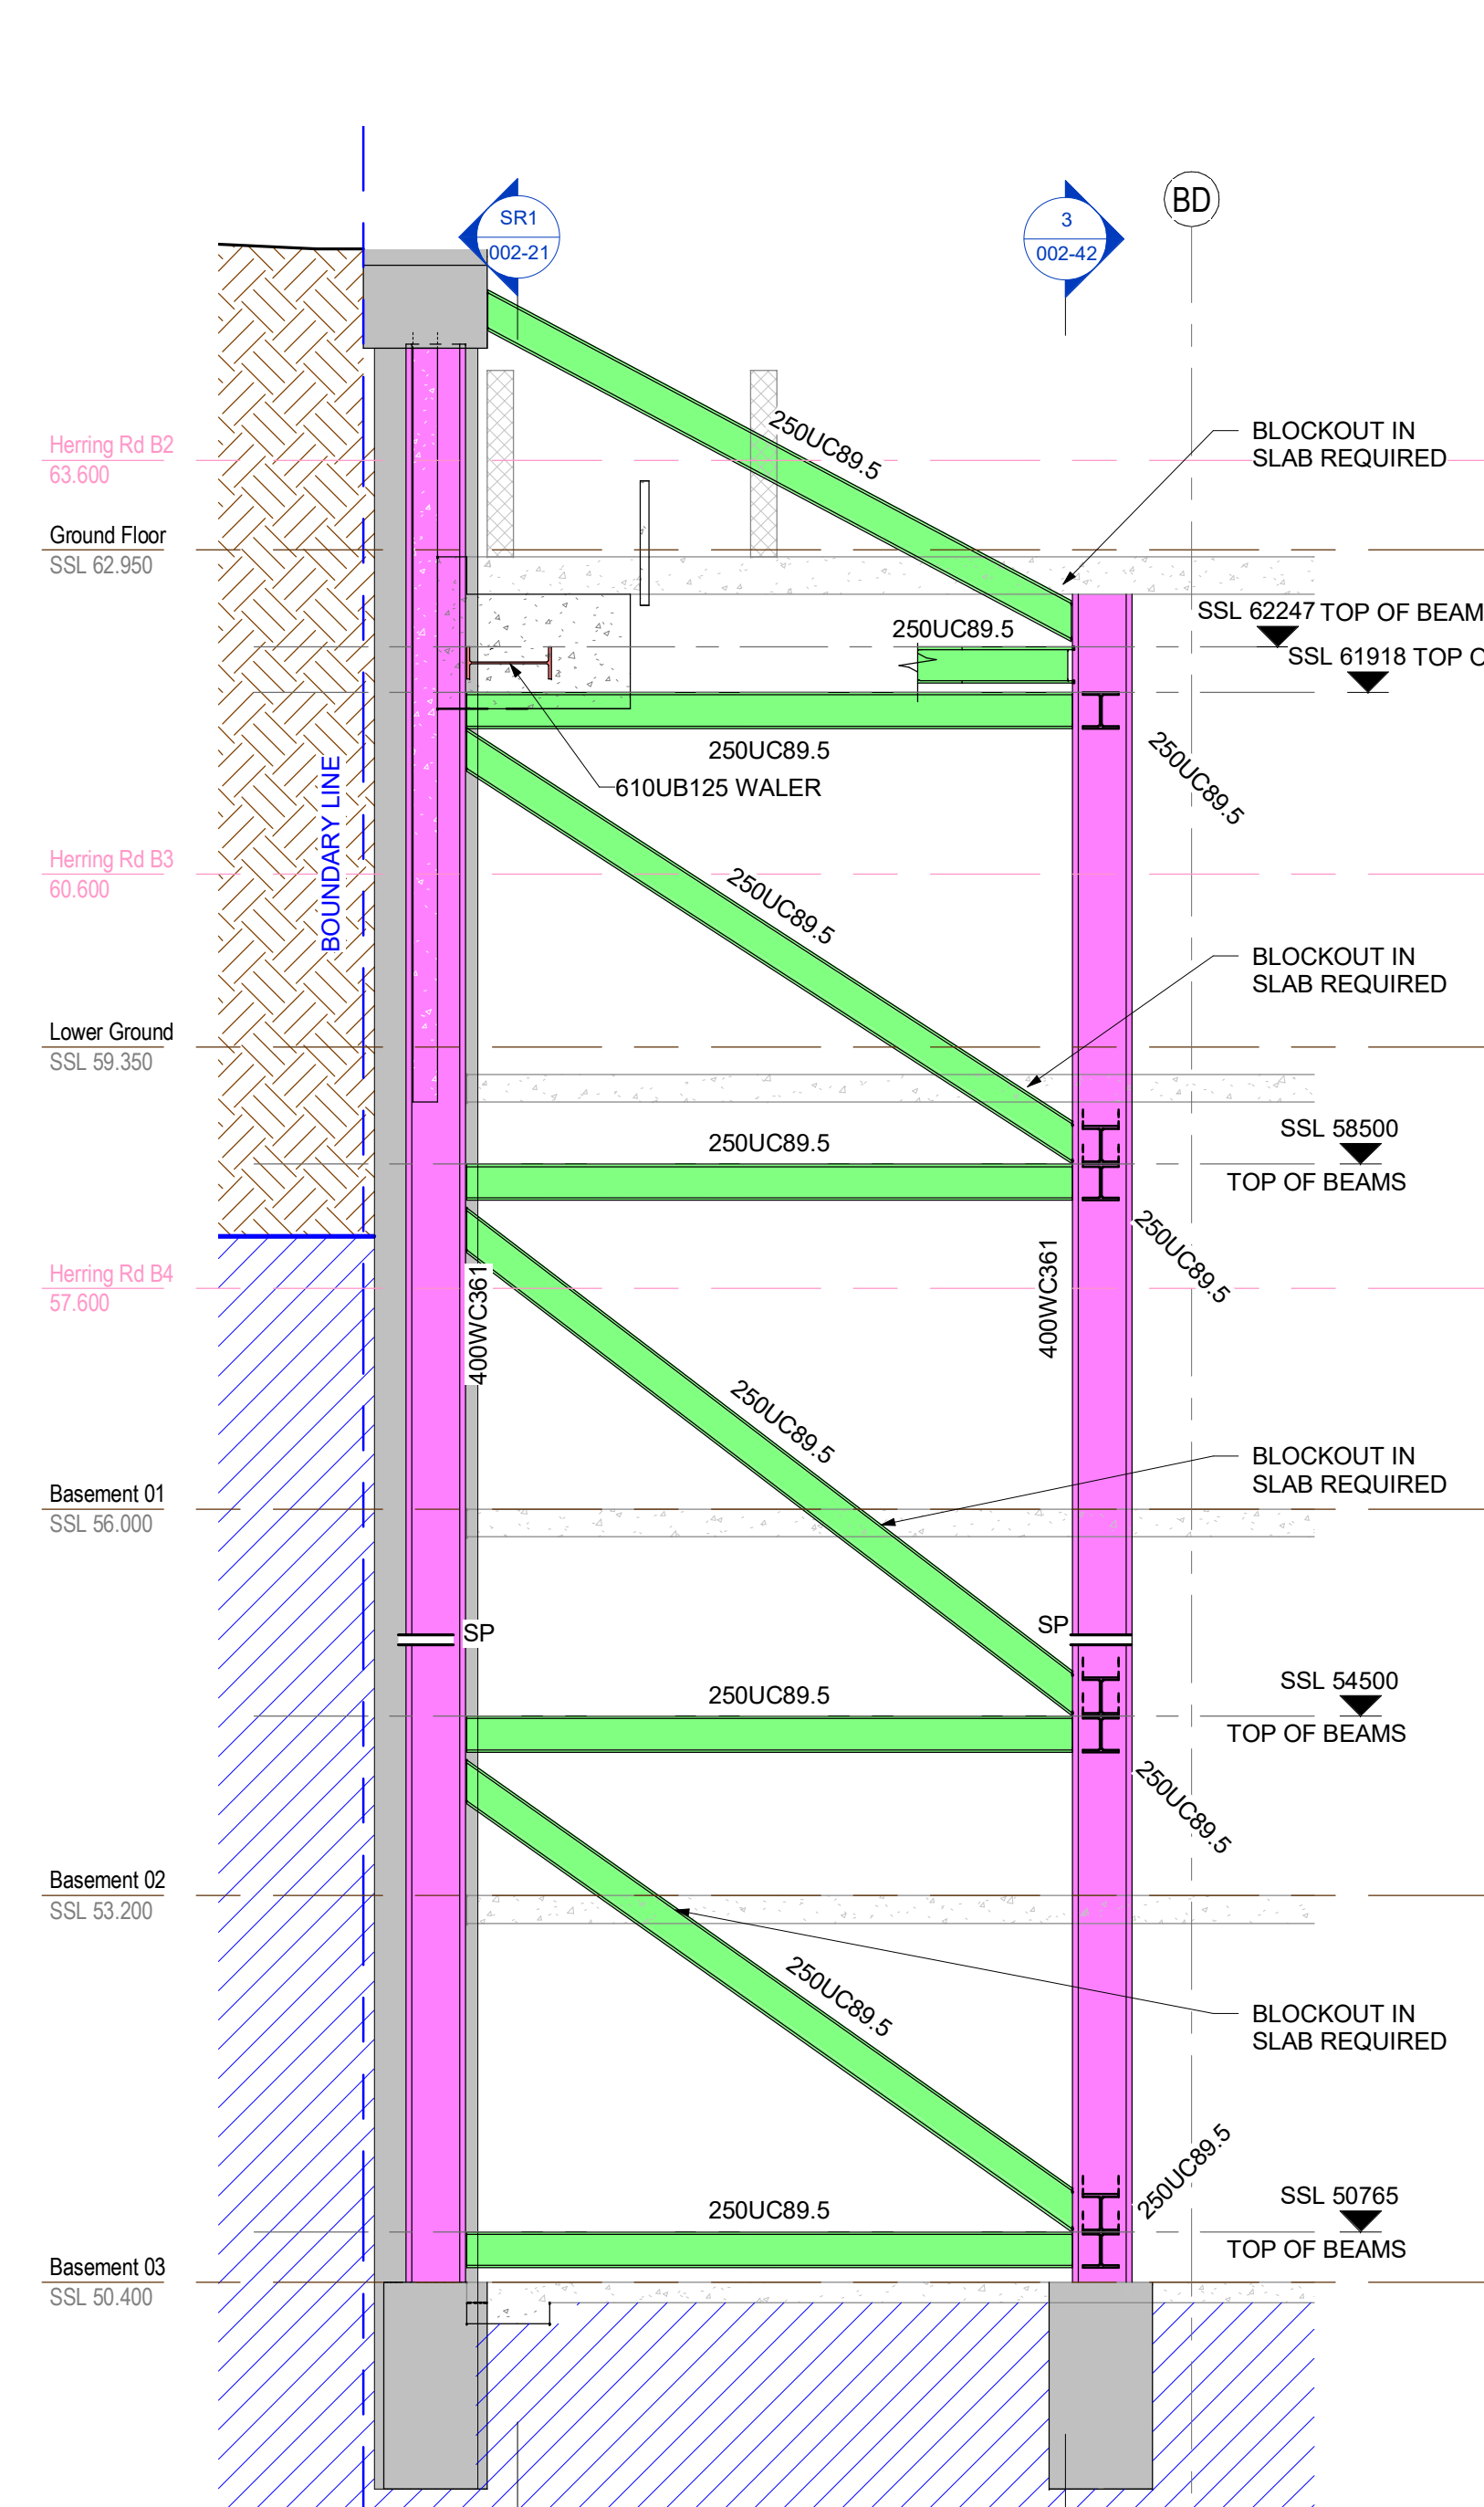 SR1
002-21
3
002-42
BD
250UC89.5
BLOCKOUT IN
SLAB REQUIRED
Herring Rd B2
63.600
Ground Floor
SSL 62.950
SSL 62247 TOP OF BEAM
250UC89.5
SSL 61918 TOP O
250UC89.5
250UC89.5
610UB125 WALER
BOUNDARY LINE
Herring Rd B3
60.600
250UC89.5
BLOCKOUT IN
SLAB REQUIRED
Lower Ground
SSL 59.350
250UC89.5
SSL 58500
TOP OF BEAMS
250UC89.5
Herring Rd B4
57.600
400WC361
400WC361
250UC89.5
BLOCKOUT IN
SLAB REQUIRED
Basement 01
SSL 56.000
SP
SP
250UC89.5
SSL 54500
TOP OF BEAMS
250UC89.5
Basement 02
SSL 53.200
250UC89.5
BLOCKOUT IN
SLAB REQUIRED
250UC89.5
250UC89.5
SSL 50765
TOP OF BEAMS
Basement 03
SSL 50.400